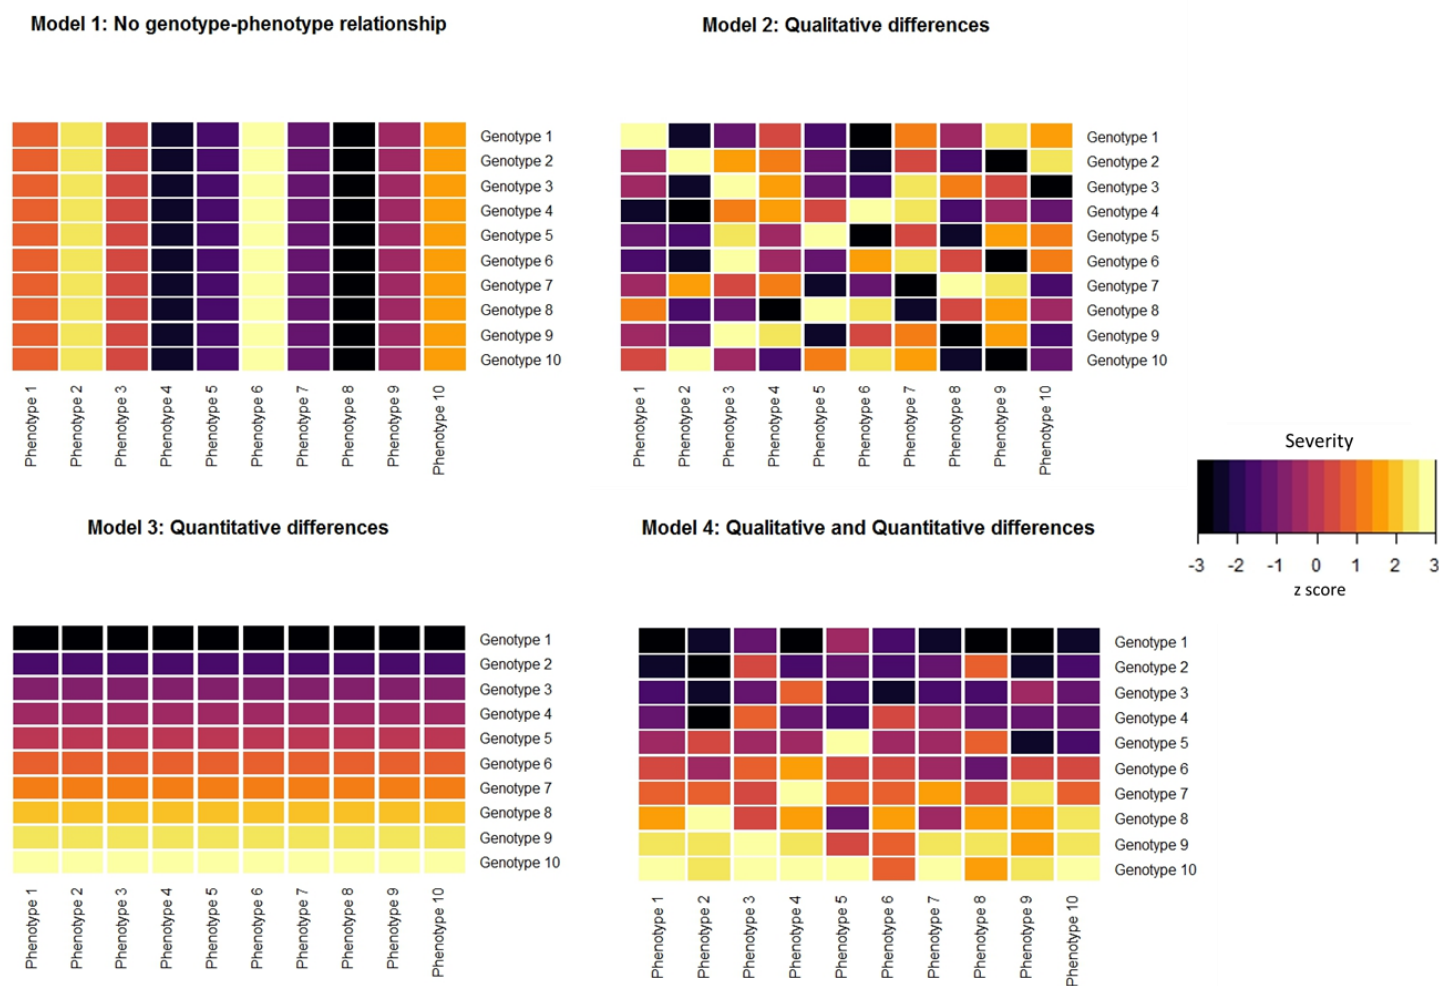 Model 1: No genotype-phenotype relationship
Genotype 1
Genotype 2
Genotype 3
Genotype 4
Genotype 5
Genotype 6
Genotype 7
Genotype 8
Genotype 9
Genotype 10
Phenotype 1
Phenotype 2
Phenotype 3
Phenotype 4
Phenotype 5
Phenotype 6
Phenotype 7
Phenotype 8
Phenotype 9
Phenotype 10
Model 2: Qualitative differences
Genotype 1
Genotype 2
Genotype 3
Genotype 4
Genotype 5
Genotype 6
Genotype 7
Genotype 8
Genotype 9
Genotype 10
Phenotype 1
Phenotype 2
Phenotype 3
Phenotype 4
Phenotype 5
Phenotype 6
Phenotype 7
Phenotype 8
Phenotype 9
Phenotype 10
Severity
-3 -2 -1 0 1 2 3
z score
Model 3: Quantitative differences
Genotype 1
Genotype 2
Genotype 3
Genotype 4
Genotype 5
Genotype 6
Genotype 7
Genotype 8
Genotype 9
Genotype 10
Phenotype 1
Phenotype 2
Phenotype 3
Phenotype 4
Phenotype 5
Phenotype 6
Phenotype 7
Phenotype 8
Phenotype 9
Phenotype 10
Model 4: Qualitative and Quantitative differences
Genotype 1
Genotype 2
Genotype 3
Genotype 4
Genotype 5
Genotype 6
Genotype 7
Genotype 8
Genotype 9
Genotype 10
Phenotype 1
Phenotype 2
Phenotype 3
Phenotype 4
Phenotype 5
Phenotype 6
Phenotype 7
Phenotype 8
Phenotype 9
Phenotype 10